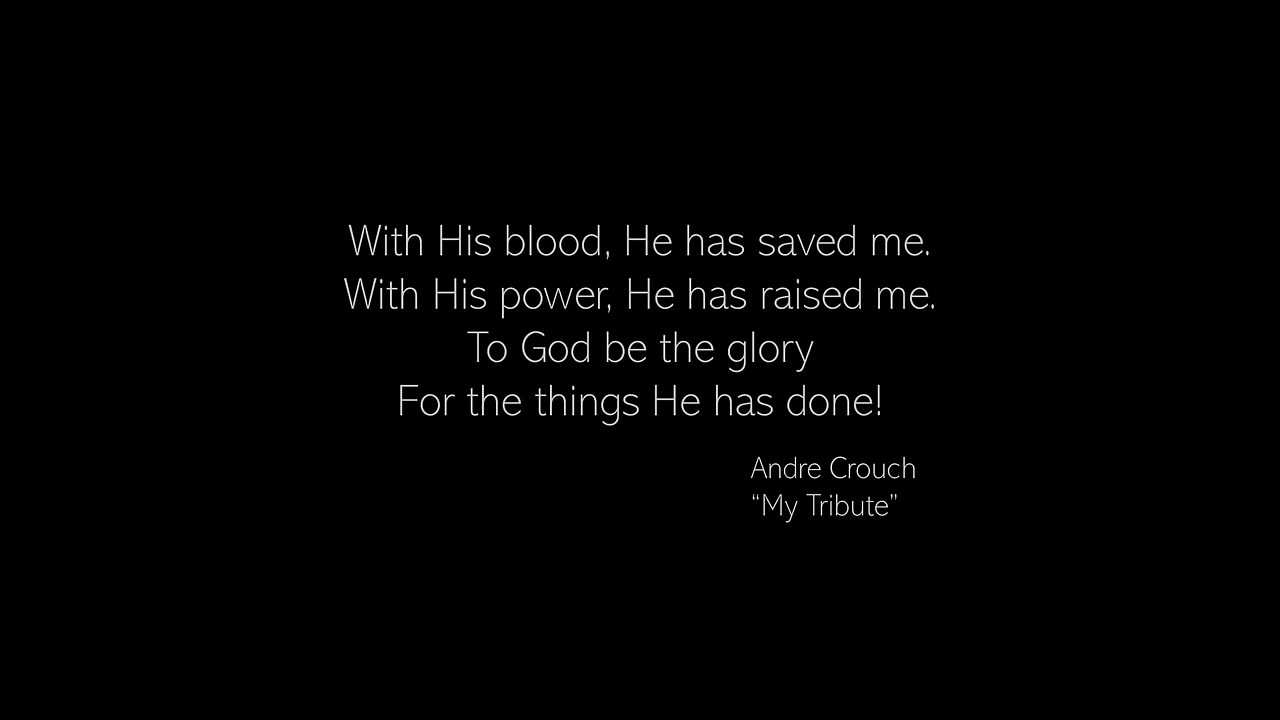 With His blood, He has saved me.
With His power, He has raised me.
To God be the glory
For the things He has done!
Andre Crouch
“My Tribute”